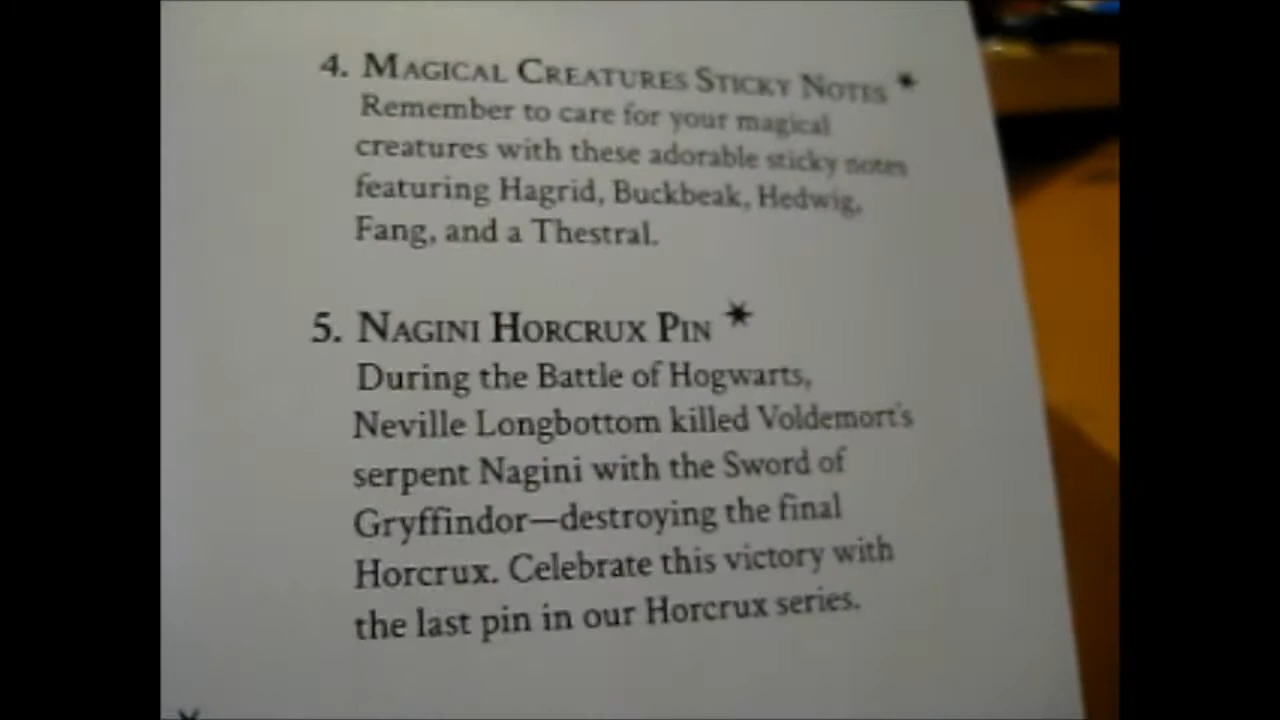 4. Magical Creatures Sticky Notes *
Remember to care for your magical
creatures with these adorable sticky notes
featuring Hagrid, Buckbeak, Hedwig,
Fang, and a Thestral.
5. Nagini Horcrux Pin *
During the Battle of Hogwarts,
Neville Longbottom killed Voldemort's
serpent Nagini with the Sword of
Gryffindor—destroying the final
Horcrux. Celebrate this victory with
the last pin in our Horcrux series.